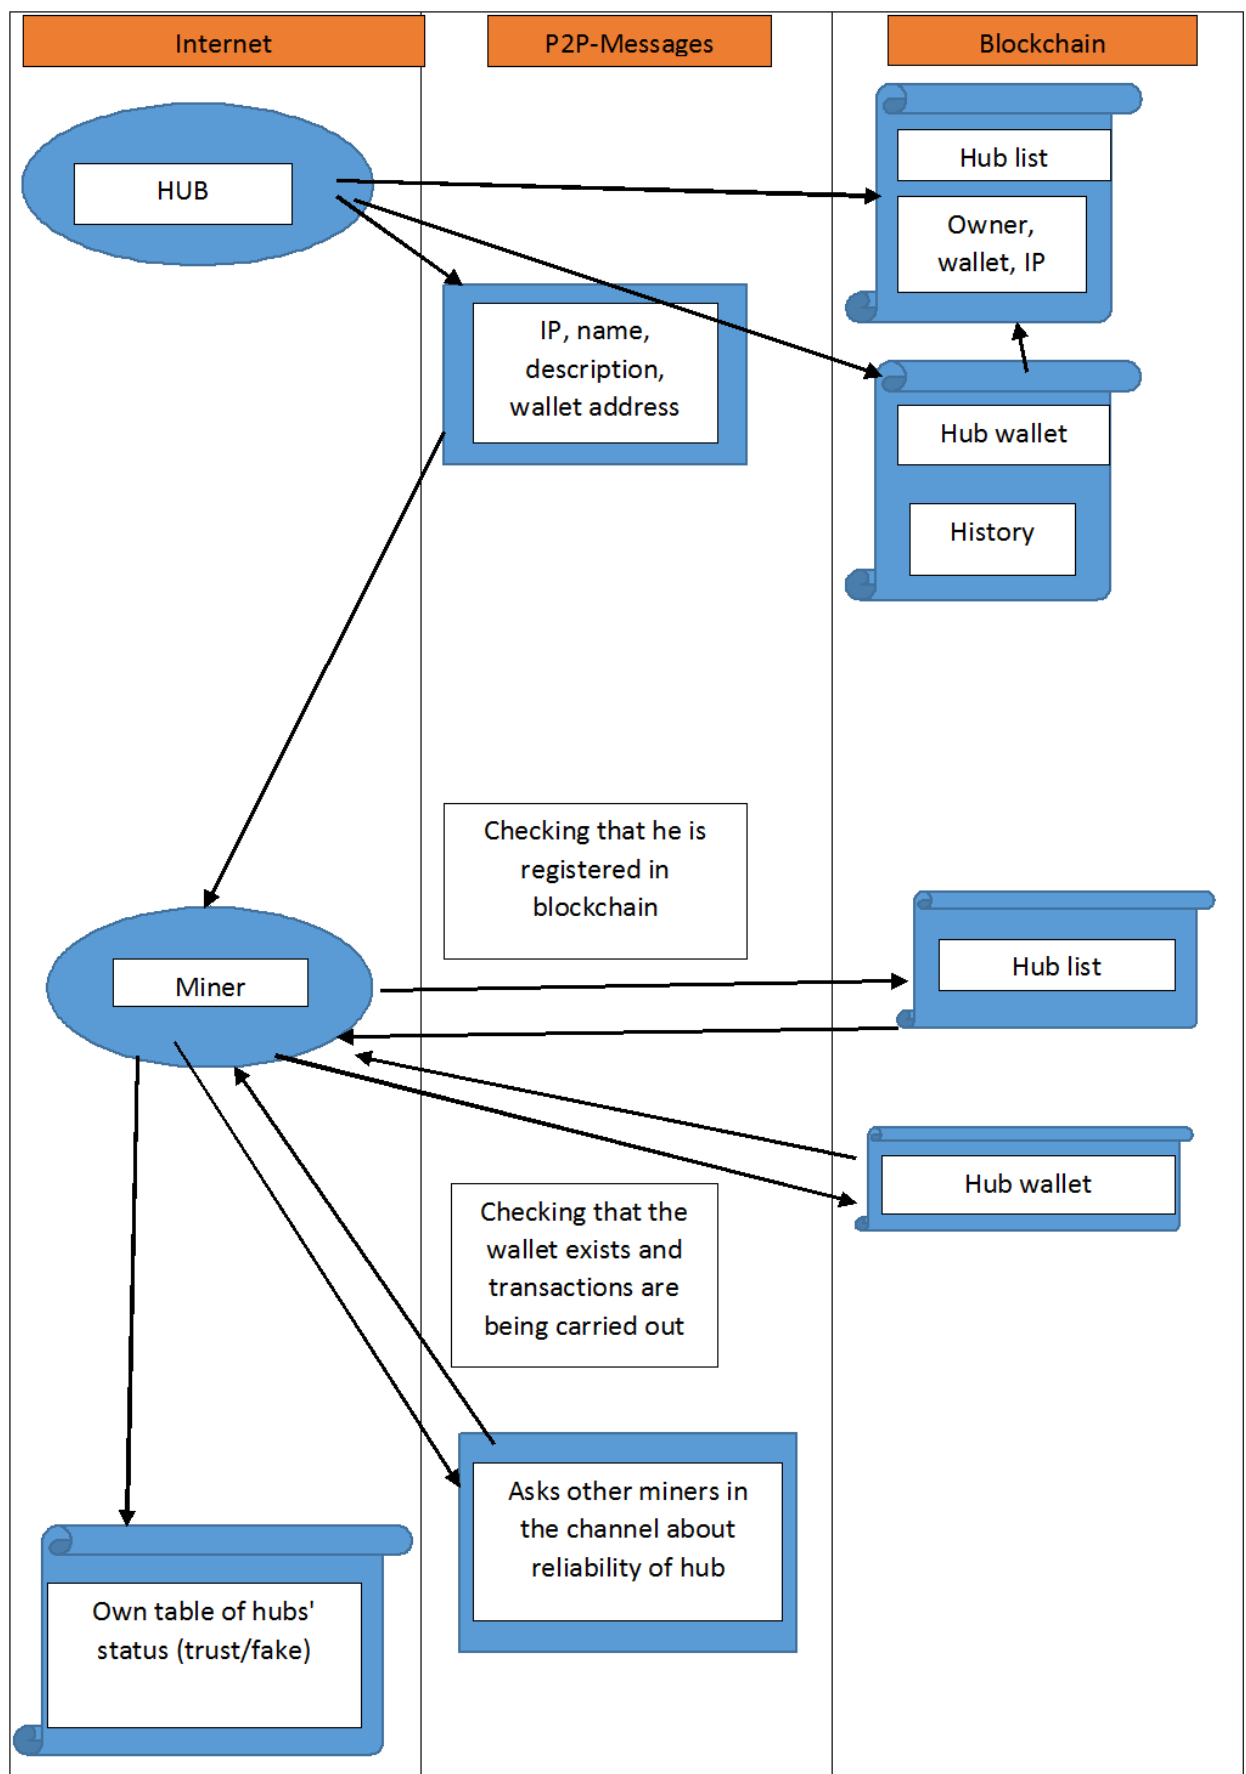 Internet
P2P-Messages
Blockchain
HUB
Hub list
Owner,
wallet, IP
IP, name,
description,
wallet address
Hub wallet
History
Checking that he is
registered in
blockchain
Miner
Hub list
Hub wallet
Checking that the
wallet exists and
transactions are
being carried out
Asks other miners in
the channel about
reliability of hub
Own table of hubs'
status (trust/fake)